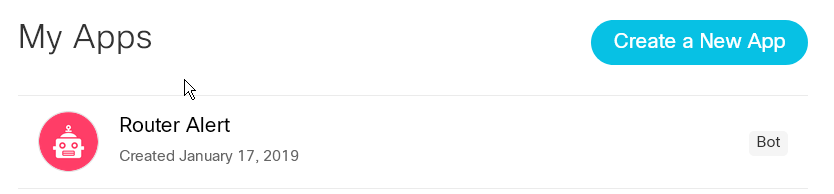 My Apps
Create a New App
Router Alert
Created January 17, 2019
Bot